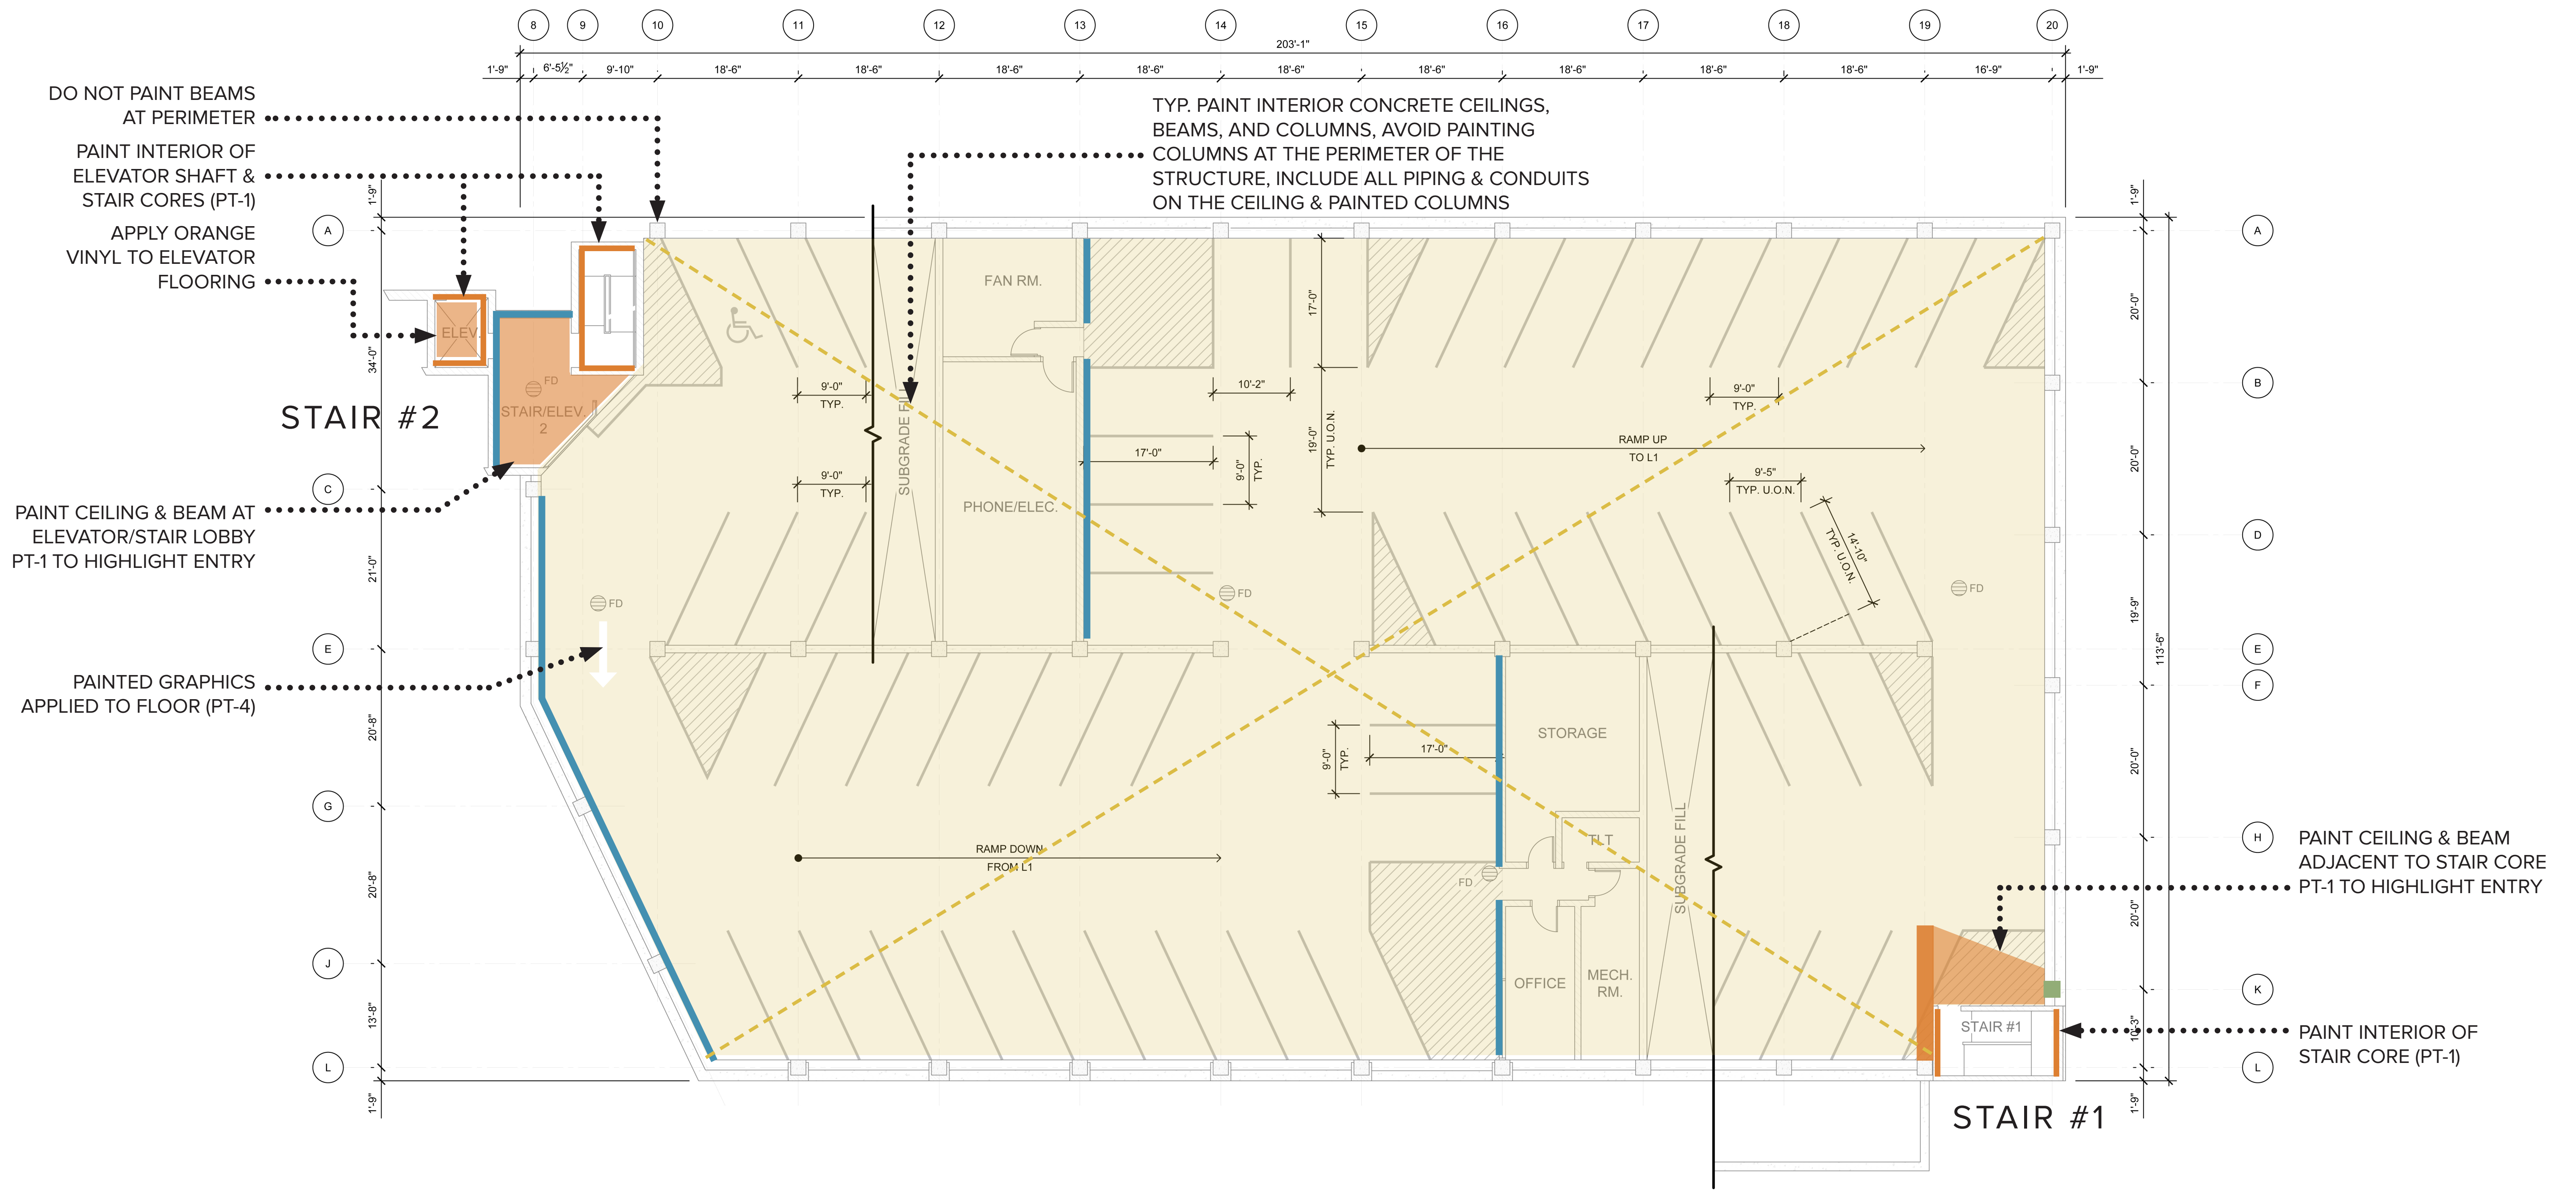 8 9 10 11 12 13 14 15 16 17 18 19 20
203'-1"
1'-9" 6'-5½" 9'-10" 18'-6" 18'-6" 18'-6" 18'-6" 18'-6" 18'-6" 18'-6" 18'-6" 18'-6" 16'-9" 1'-9"
DO NOT PAINT BEAMS
AT PERIMETER
PAINT INTERIOR OF
ELEVATOR SHAFT &
STAIR CORES (PT-1)
APPLY ORANGE
VINYL TO ELEVATOR
FLOORING
TYP. PAINT INTERIOR CONCRETE CEILINGS,
BEAMS, AND COLUMNS, AVOID PAINTING
COLUMNS AT THE PERIMETER OF THE
STRUCTURE, INCLUDE ALL PIPING & CONDUITS
ON THE CEILING & PAINTED COLUMNS
STAIR #2
PAINT CEILING & BEAM AT
ELEVATOR/STAIR LOBBY
PT-1 TO HIGHLIGHT ENTRY
PAINTED GRAPHICS
APPLIED TO FLOOR (PT-4)
A
C
E
G
J
L
1'-9"
34'-0"
21'-0"
20'-8"
20'-8"
13'-8"
1'-9"
ELEV.
FD
STAIR/ELEV.
2
FD
9'-0"
TYP.
9'-0"
TYP.
SUBGRADE FILL
FAN RM.
PHONE/ELEC.
17'-0"
9'-0"
TYP.
10'-2"
17'-0"
19'-0"
TYP. U.O.N.
FD
RAMP UP
TO L1
9'-0"
TYP.
9'-5"
TYP. U.O.N.
14'-10"
TYP. U.O.N.
FD
RAMP DOWN
FROM L1
9'-0"
TYP.
17'-0"
STORAGE
TLT
FD
OFFICE
MECH.
RM.
SUBGRADE FILL
STAIR #1
1'-9"
20'-0"
20'-0"
19'-9"
20'-0"
20'-0"
10'-3"
1'-9"
113'-6"
A
B
D
E
F
H
K
L
PAINT CEILING & BEAM
ADJACENT TO STAIR CORE
PT-1 TO HIGHLIGHT ENTRY
PAINT INTERIOR OF
STAIR CORE (PT-1)
STAIR #1